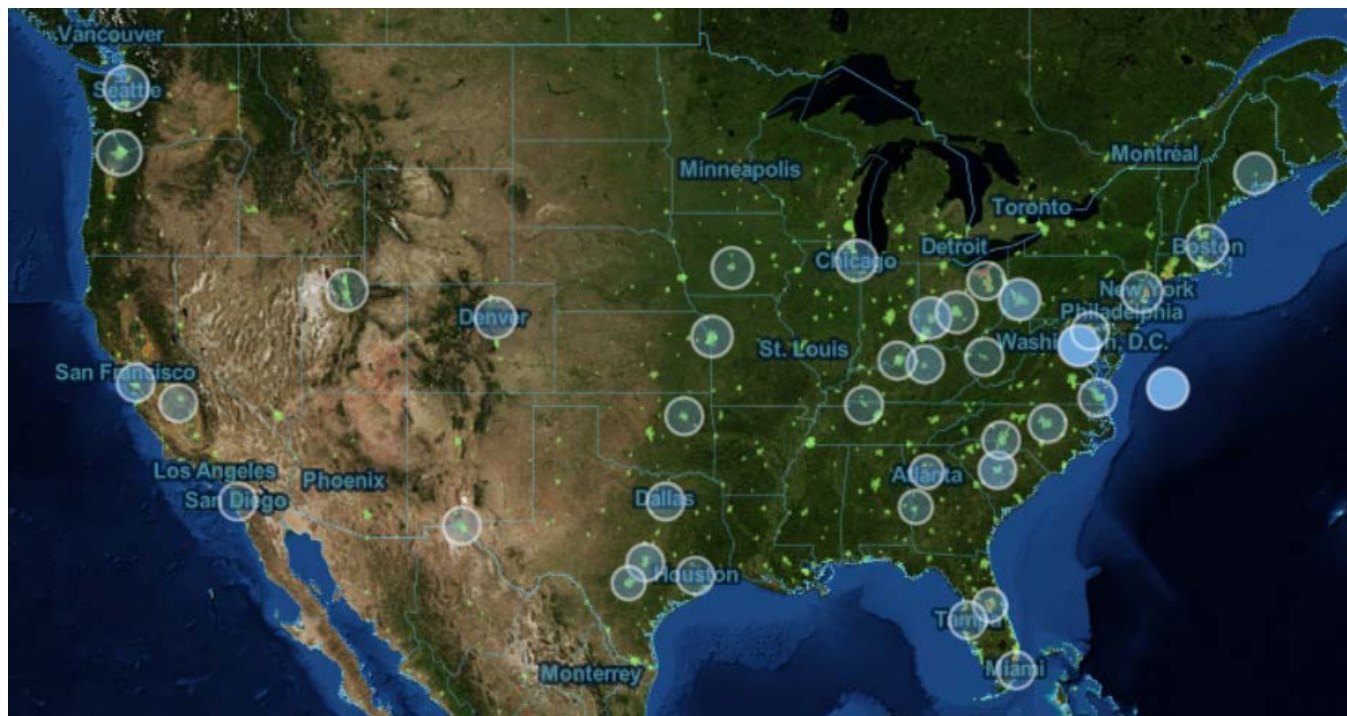 Vancouver
Seattle
Montréal
Minneapolis
Toronto
Boston
Detroit
Chicago
New York
Philadelphia
Denver
Washington, D.C.
St. Louis
San Francisco
Los Angeles
Phoenix
Atlanta
San Diego
Dallas
Houston
Tampa
Miami
Monterrey